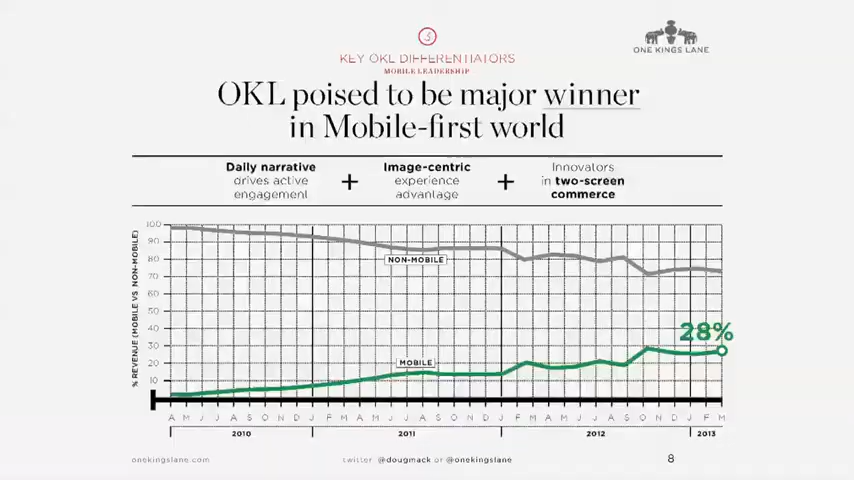 5
KEY OKL DIFFERENTIATORS
MOBILE LEADERSHIP
ONE KINGS LANE
OKL poised to be major winner
in Mobile-first world
Daily narrative
drives active
engagement
+
Image-centric
experience
advantage
+
Innovators
in two-screen
commerce
% REVENUE (MOBILE VS NON-MOBILE)
100
90
80
70
60
50
40
30
20
10
NON-MOBILE
MOBILE
28%
A M J J A S O N D J F M A M J J A S O N D J F M A M J J A S O N D J F M
2010 2011 2012 2013
onekingslane.com
twitter: @dougmack or @onekingslane
8